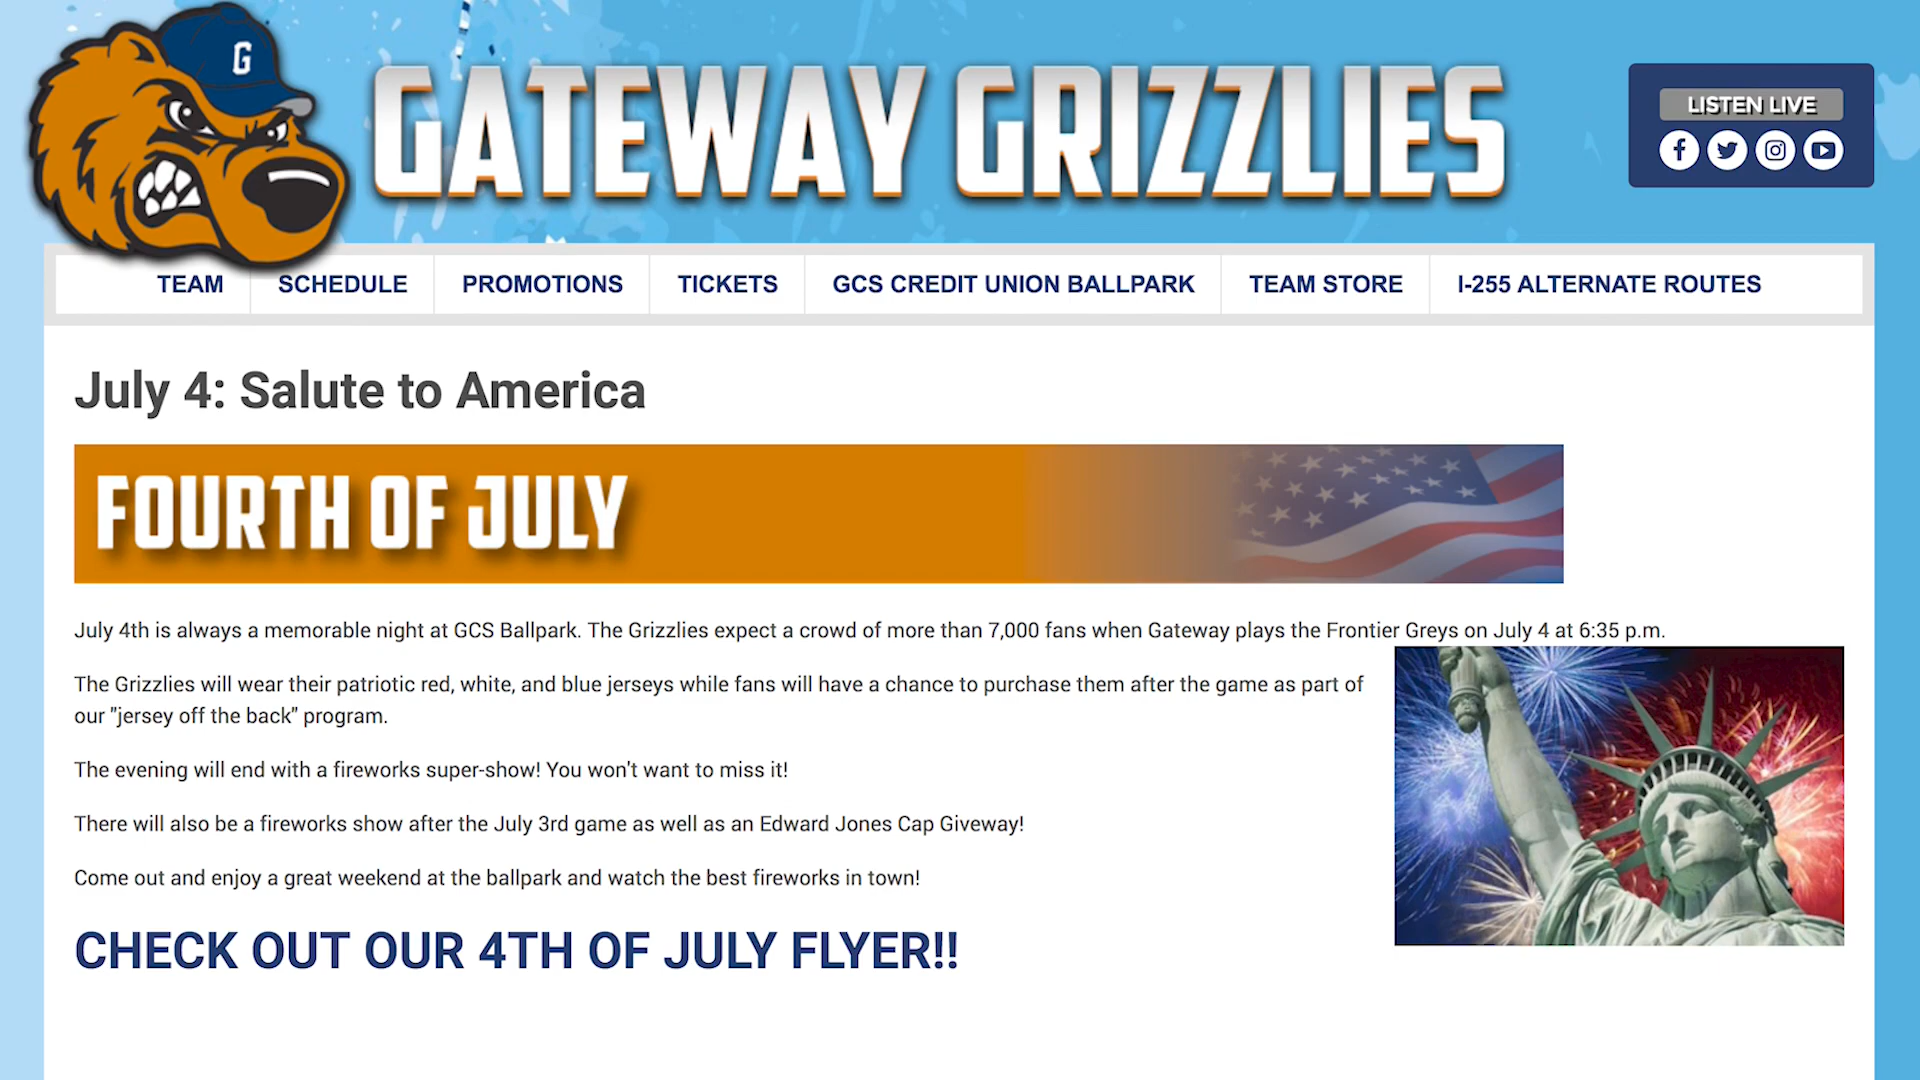 G
GATEWAY GRIZZLIES
LISTEN LIVE
TEAM
SCHEDULE
PROMOTIONS
TICKETS
GCS CREDIT UNION BALLPARK
TEAM STORE
I-255 ALTERNATE ROUTES
July 4: Salute to America
FOURTH OF JULY
July 4th is always a memorable night at GCS Ballpark. The Grizzlies expect a crowd of more than 7,000 fans when Gateway plays the Frontier Greys on July 4 at 6:35 p.m.
The Grizzlies will wear their patriotic red, white, and blue jerseys while fans will have a chance to purchase them after the game as part of
our "jersey off the back" program.
The evening will end with a fireworks super-show! You won't want to miss it!
There will also be a fireworks show after the July 3rd game as well as an Edward Jones Cap Giveway!
Come out and enjoy a great weekend at the ballpark and watch the best fireworks in town!
CHECK OUT OUR 4TH OF JULY FLYER!!